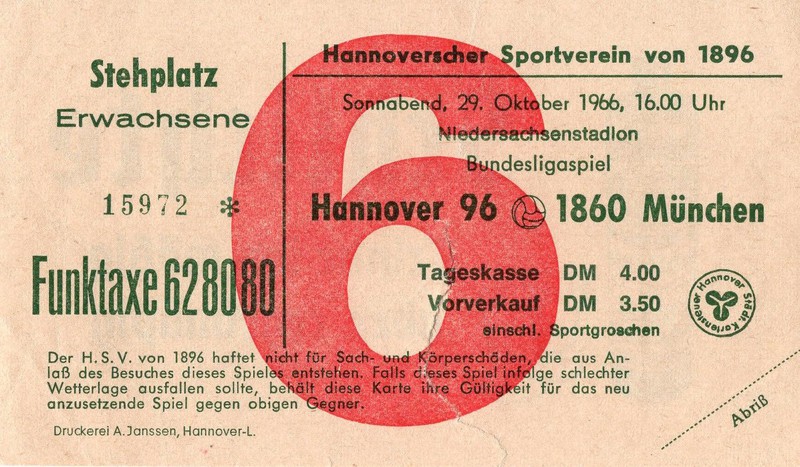 Stehplatz
Erwachsene
15972 *
Funktaxe 628080
6
Hannoverscher Sportverein von 1896
Sonnabend, 29. Oktober 1966, 16.00 Uhr
Niedersachsenstadion
Bundesligaspiel
Hannover 96 1860 München
Tageskasse DM 4.00
Vorverkauf DM 3.50
einschl. Sportgroschen
Hannover Städt. Kartensteuer
Der H. S. V. von 1896 haftet nicht für Sach- und Körperschäden, die aus An-
laß des Besuches dieses Spieles entstehen. Falls dieses Spiel infolge schlechter
Wetterlage ausfallen sollte, behält diese Karte ihre Gültigkeit für das neu
anzusetzende Spiel gegen obigen Gegner.
Druckerei A. Janssen, Hannover-L.
Abriß